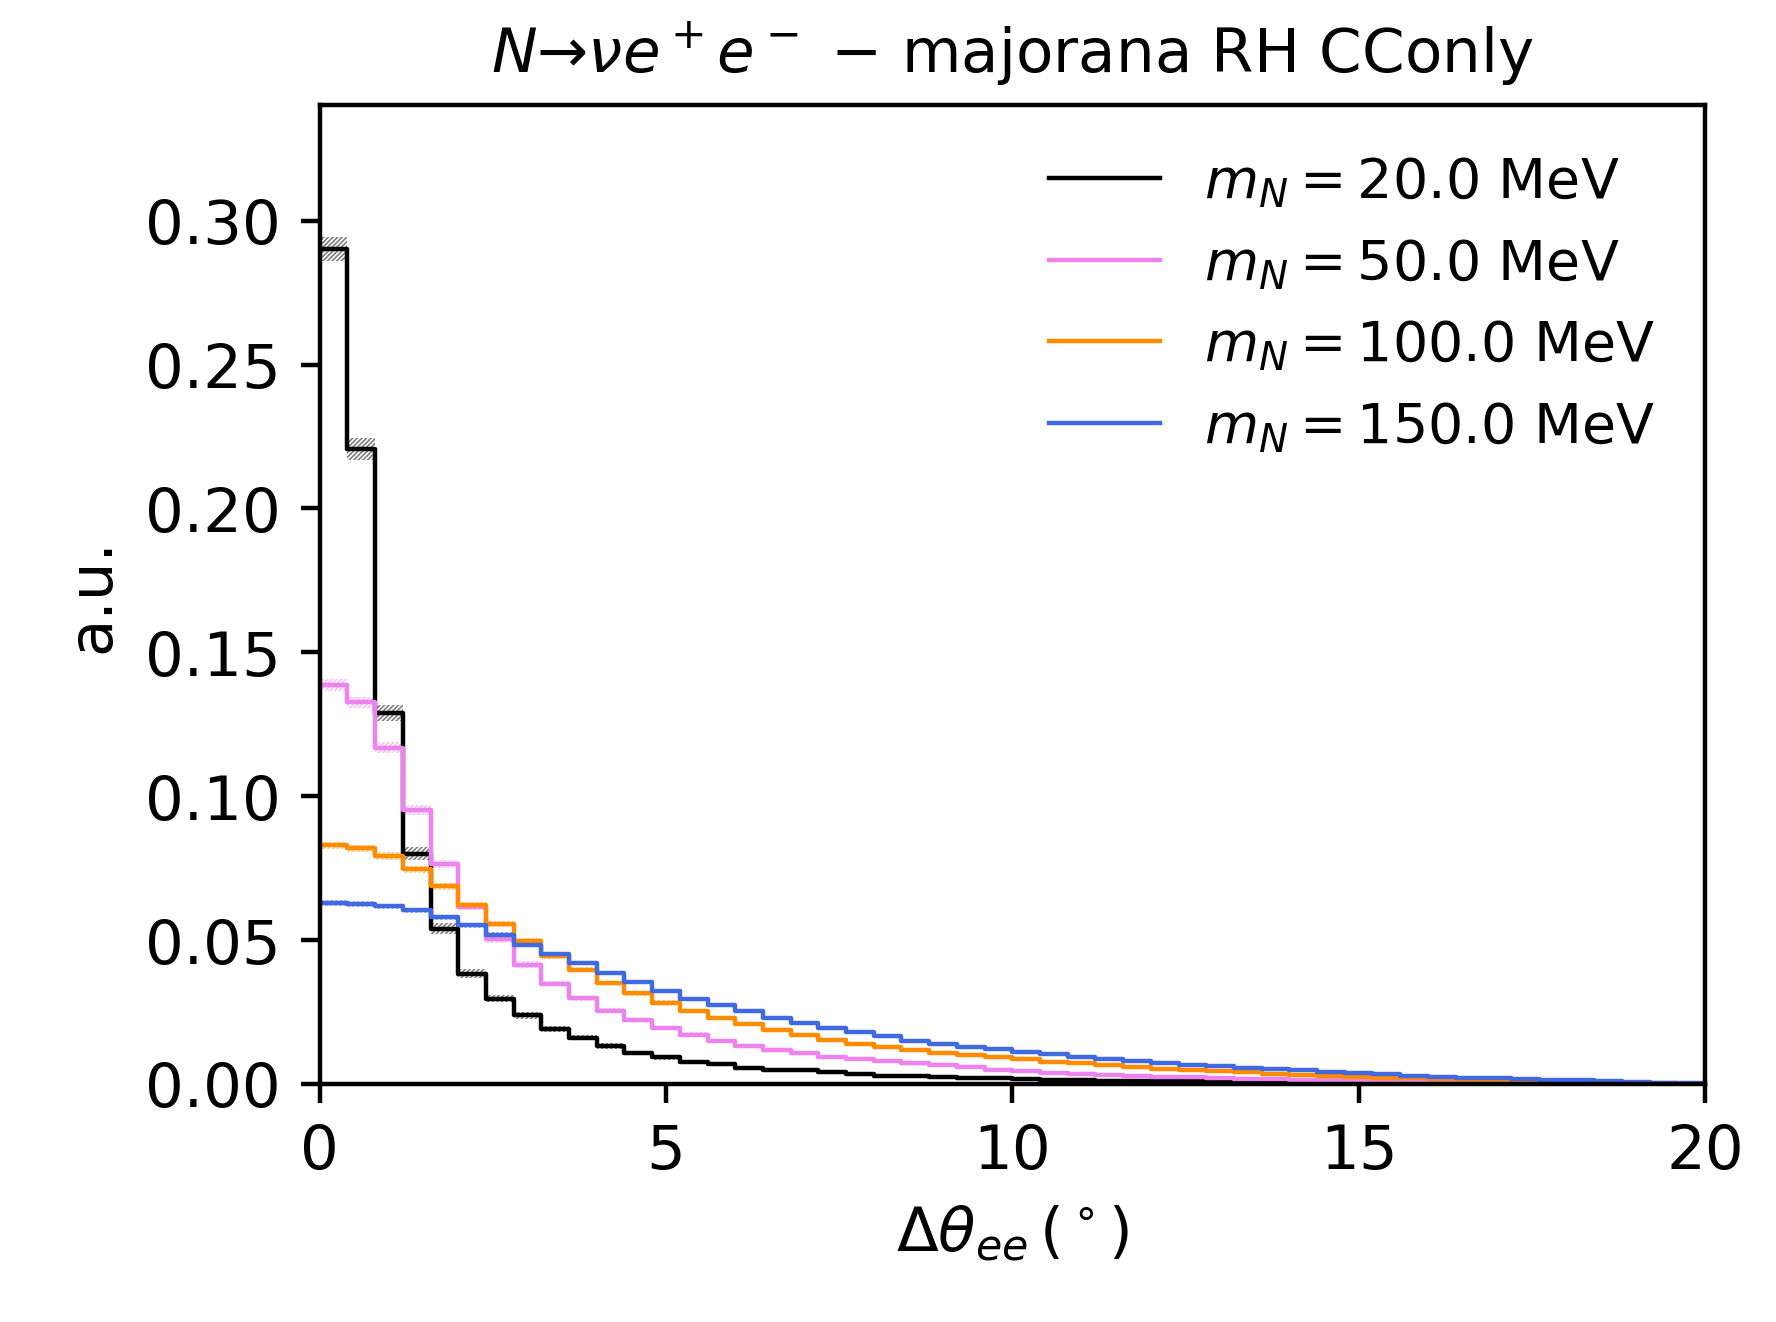 N→νe⁺e⁻ − majorana RH CConly
m_N = 20.0 MeV
m_N = 50.0 MeV
m_N = 100.0 MeV
m_N = 150.0 MeV
a.u.
0.30
0.25
0.20
0.15
0.10
0.05
0.00
0 5 10 15 20
Δθ_ee (°)